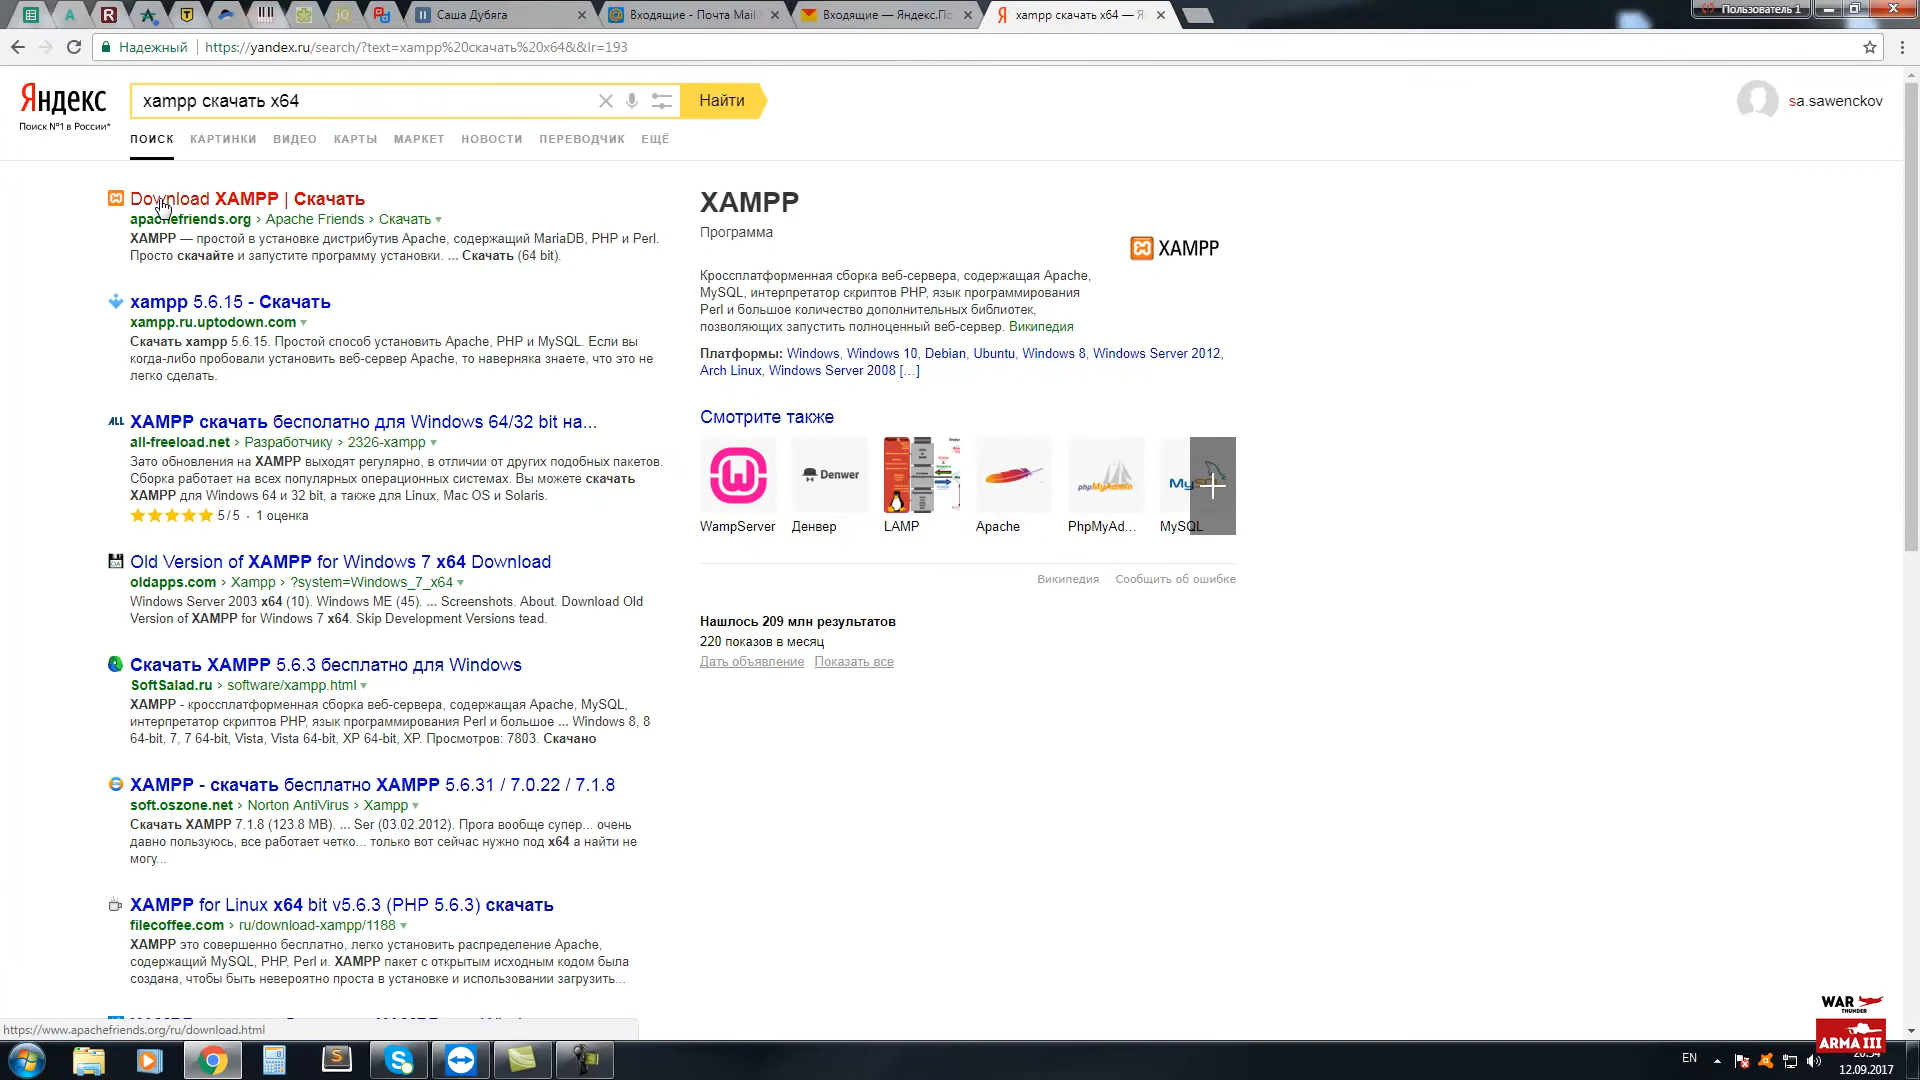 Саша Дубяга
Входящие - Почта Mail
Входящие — Яндекс.По
xampp скачать x64 — Я
Пользователь 1
Надежный
https://yandex.ru/search/?text=xampp%20скачать%20x64&&lr=193
Яндекс
Поиск №1 в России*
xampp скачать x64
Найти
sa.sawenckov
ПОИСК КАРТИНКИ ВИДЕО КАРТЫ МАРКЕТ НОВОСТИ ПЕРЕВОДЧИК ЕЩЁ
Download XAMPP | Скачать
apachefriends.org › Apache Friends › Скачать
XAMPP — простой в установке дистрибутив Apache, содержащий MariaDB, PHP и Perl.
Просто скачайте и запустите программу установки. ... Скачать (64 bit).
xampp 5.6.15 - Скачать
xampp.ru.uptodown.com
Скачать xampp 5.6.15. Простой способ установить Apache, PHP и MySQL. Если вы
когда-либо пробовали установить веб-сервер Apache, то наверняка знаете, что это не
легко сделать.
XAMPP скачать бесплатно для Windows 64/32 bit на...
all-freeload.net › Разработчику › 2326-xampp
Зато обновления на XAMPP выходят регулярно, в отличии от других подобных пакетов.
Сборка работает на всех популярных операционных системах. Вы можете скачать
XAMPP для Windows 64 и 32 bit, а также для Linux, Mac OS и Solaris.
5 / 5 · 1 оценка
Old Version of XAMPP for Windows 7 x64 Download
oldapps.com › Xampp › ?system=Windows_7_x64
Windows Server 2003 x64 (10). Windows ME (45). ... Screenshots. About. Download Old
Version of XAMPP for Windows 7 x64. Skip Development Versions tead.
Скачать XAMPP 5.6.3 бесплатно для Windows
SoftSalad.ru › software/xampp.html
XAMPP - кроссплатформенная сборка веб-сервера, содержащая Apache, MySQL,
интерпретатор скриптов PHP, язык программирования Perl и большое ... Windows 8, 8
64-bit, 7, 7 64-bit, Vista, Vista 64-bit, XP 64-bit, XP. Просмотров: 7803. Скачано
XAMPP - скачать бесплатно XAMPP 5.6.31 / 7.0.22 / 7.1.8
soft.oszone.net › Norton AntiVirus › Xampp
Скачать XAMPP 7.1.8 (123.8 MB). ... Ser (03.02.2012). Прога вообще супер... очень
давно пользуюсь, все работает четко... только вот сейчас нужно под x64 а найти не
могу...
XAMPP for Linux x64 bit v5.6.3 (PHP 5.6.3) скачать
filecoffee.com › ru/download-xampp/1188
XAMPP это совершенно бесплатно, легко установить распределение Apache,
содержащий MySQL, PHP, Perl и. XAMPP пакет с открытым исходным кодом была
создана, чтобы быть невероятно проста в установке и использовании загрузить...
XAMPP
Программа
XAMPP
Кроссплатформенная сборка веб-сервера, содержащая Apache,
MySQL, интерпретатор скриптов PHP, язык программирования
Perl и большое количество дополнительных библиотек,
позволяющих запустить полноценный веб-сервер. Википедия
Платформы: Windows, Windows 10, Debian, Ubuntu, Windows 8, Windows Server 2012,
Arch Linux, Windows Server 2008 [...]
Смотрите также
Denwer
phpMyAdmin
WampServer Денвер LAMP Apache PhpMyAd... MySQL
Википедия Сообщить об ошибке
Нашлось 209 млн результатов
220 показов в месяц
Дать объявление Показать все
https://www.apachefriends.org/ru/download.html
WAR
THUNDER
ARMA III
EN
12.09.2017